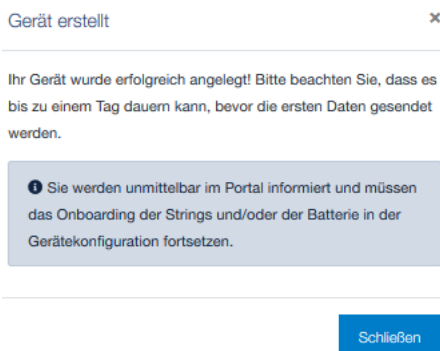 Gerät erstellt ×
Ihr Gerät wurde erfolgreich angelegt! Bitte beachten Sie, dass es
bis zu einem Tag dauern kann, bevor die ersten Daten gesendet
werden.
Sie werden unmittelbar im Portal informiert und müssen
das Onboarding der Strings und/oder der Batterie in der
Gerätekonfiguration fortsetzen.
Schließen